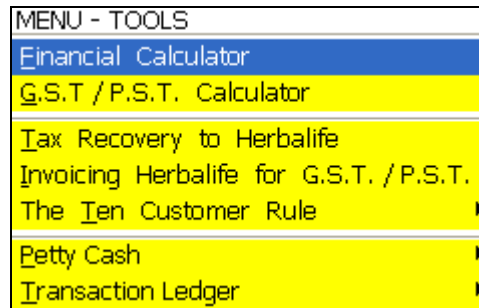 MENU - TOOLS
Financial Calculator
G.S.T / P.S.T. Calculator
Tax Recovery to Herbalife
Invoicing Herbalife for G.S.T. / P.S.T.
The Ten Customer Rule
Petty Cash
Transaction Ledger